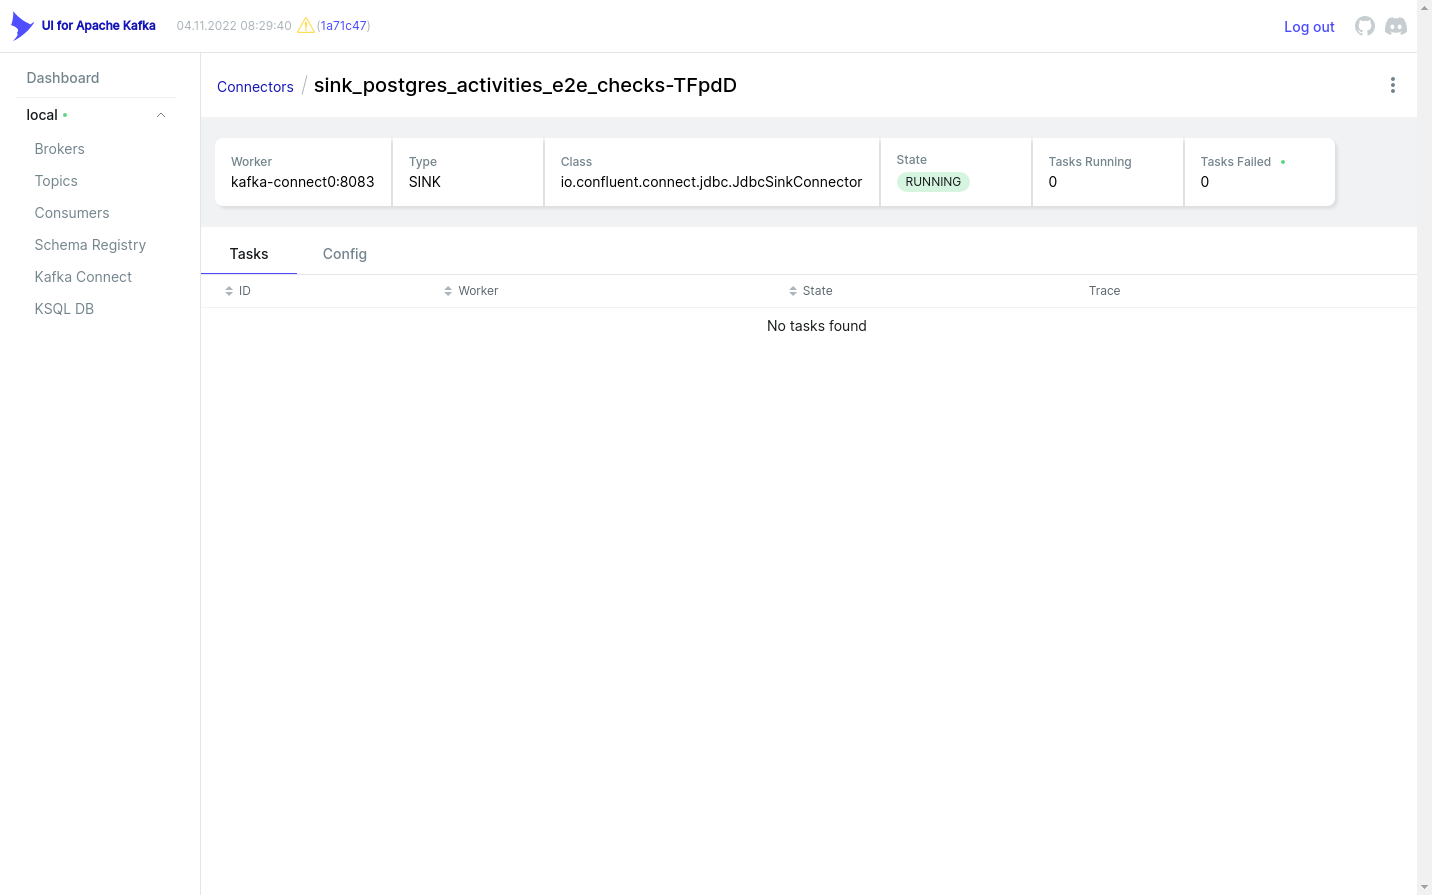 UI for Apache Kafka 04.11.2022 08:29:40 (1a71c47) Log out
Dashboard
local
Brokers
Topics
Consumers
Schema Registry
Kafka Connect
KSQL DB
Connectors / sink_postgres_activities_e2e_checks-TFpdD
Worker
kafka-connect0:8083
Type
SINK
Class
io.confluent.connect.jdbc.JdbcSinkConnector
State
RUNNING
Tasks Running
0
Tasks Failed
0
Tasks Config
ID Worker State Trace
No tasks found